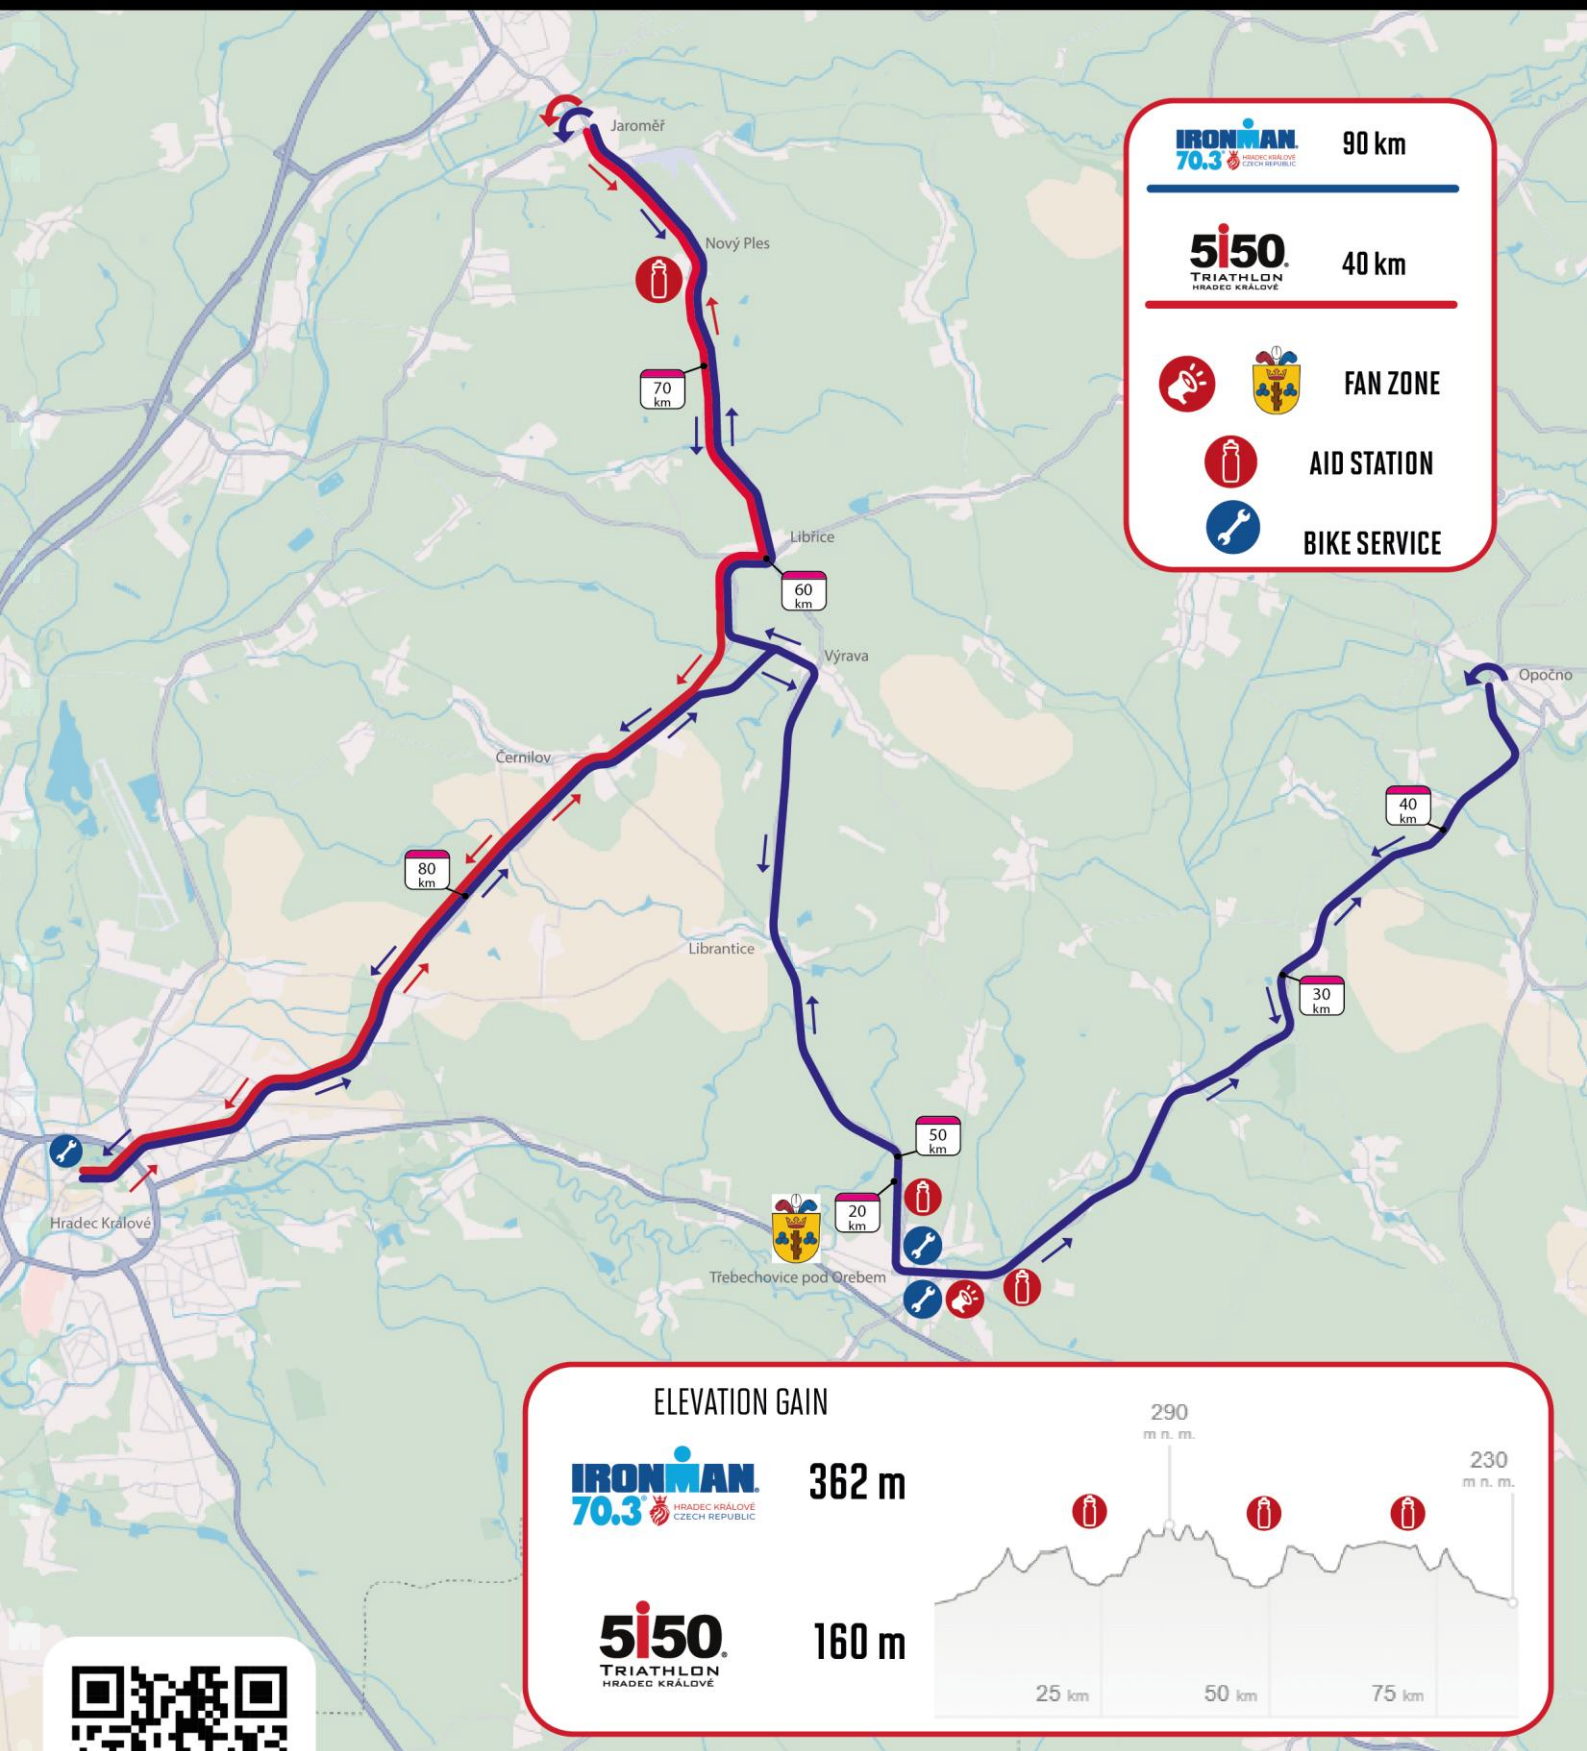 Jaroměř
IRONMAN
70.3
HRADEC KRÁLOVÉ
CZECH REPUBLIC
90 km
5i50
TRIATHLON
HRADEC KRÁLOVÉ
40 km
FAN ZONE
AID STATION
BIKE SERVICE
Nový Ples
70
km
Libřice
60
km
Výrava
Opočno
Černilov
40
km
80
km
Librantice
30
km
50
km
20
km
Hradec Králové
Třebechovice pod Orebem
ELEVATION GAIN
IRONMAN
70.3
HRADEC KRÁLOVÉ
CZECH REPUBLIC
362 m
5i50
TRIATHLON
HRADEC KRÁLOVÉ
160 m
290
m n. m.
230
m n. m.
25 km
50 km
75 km